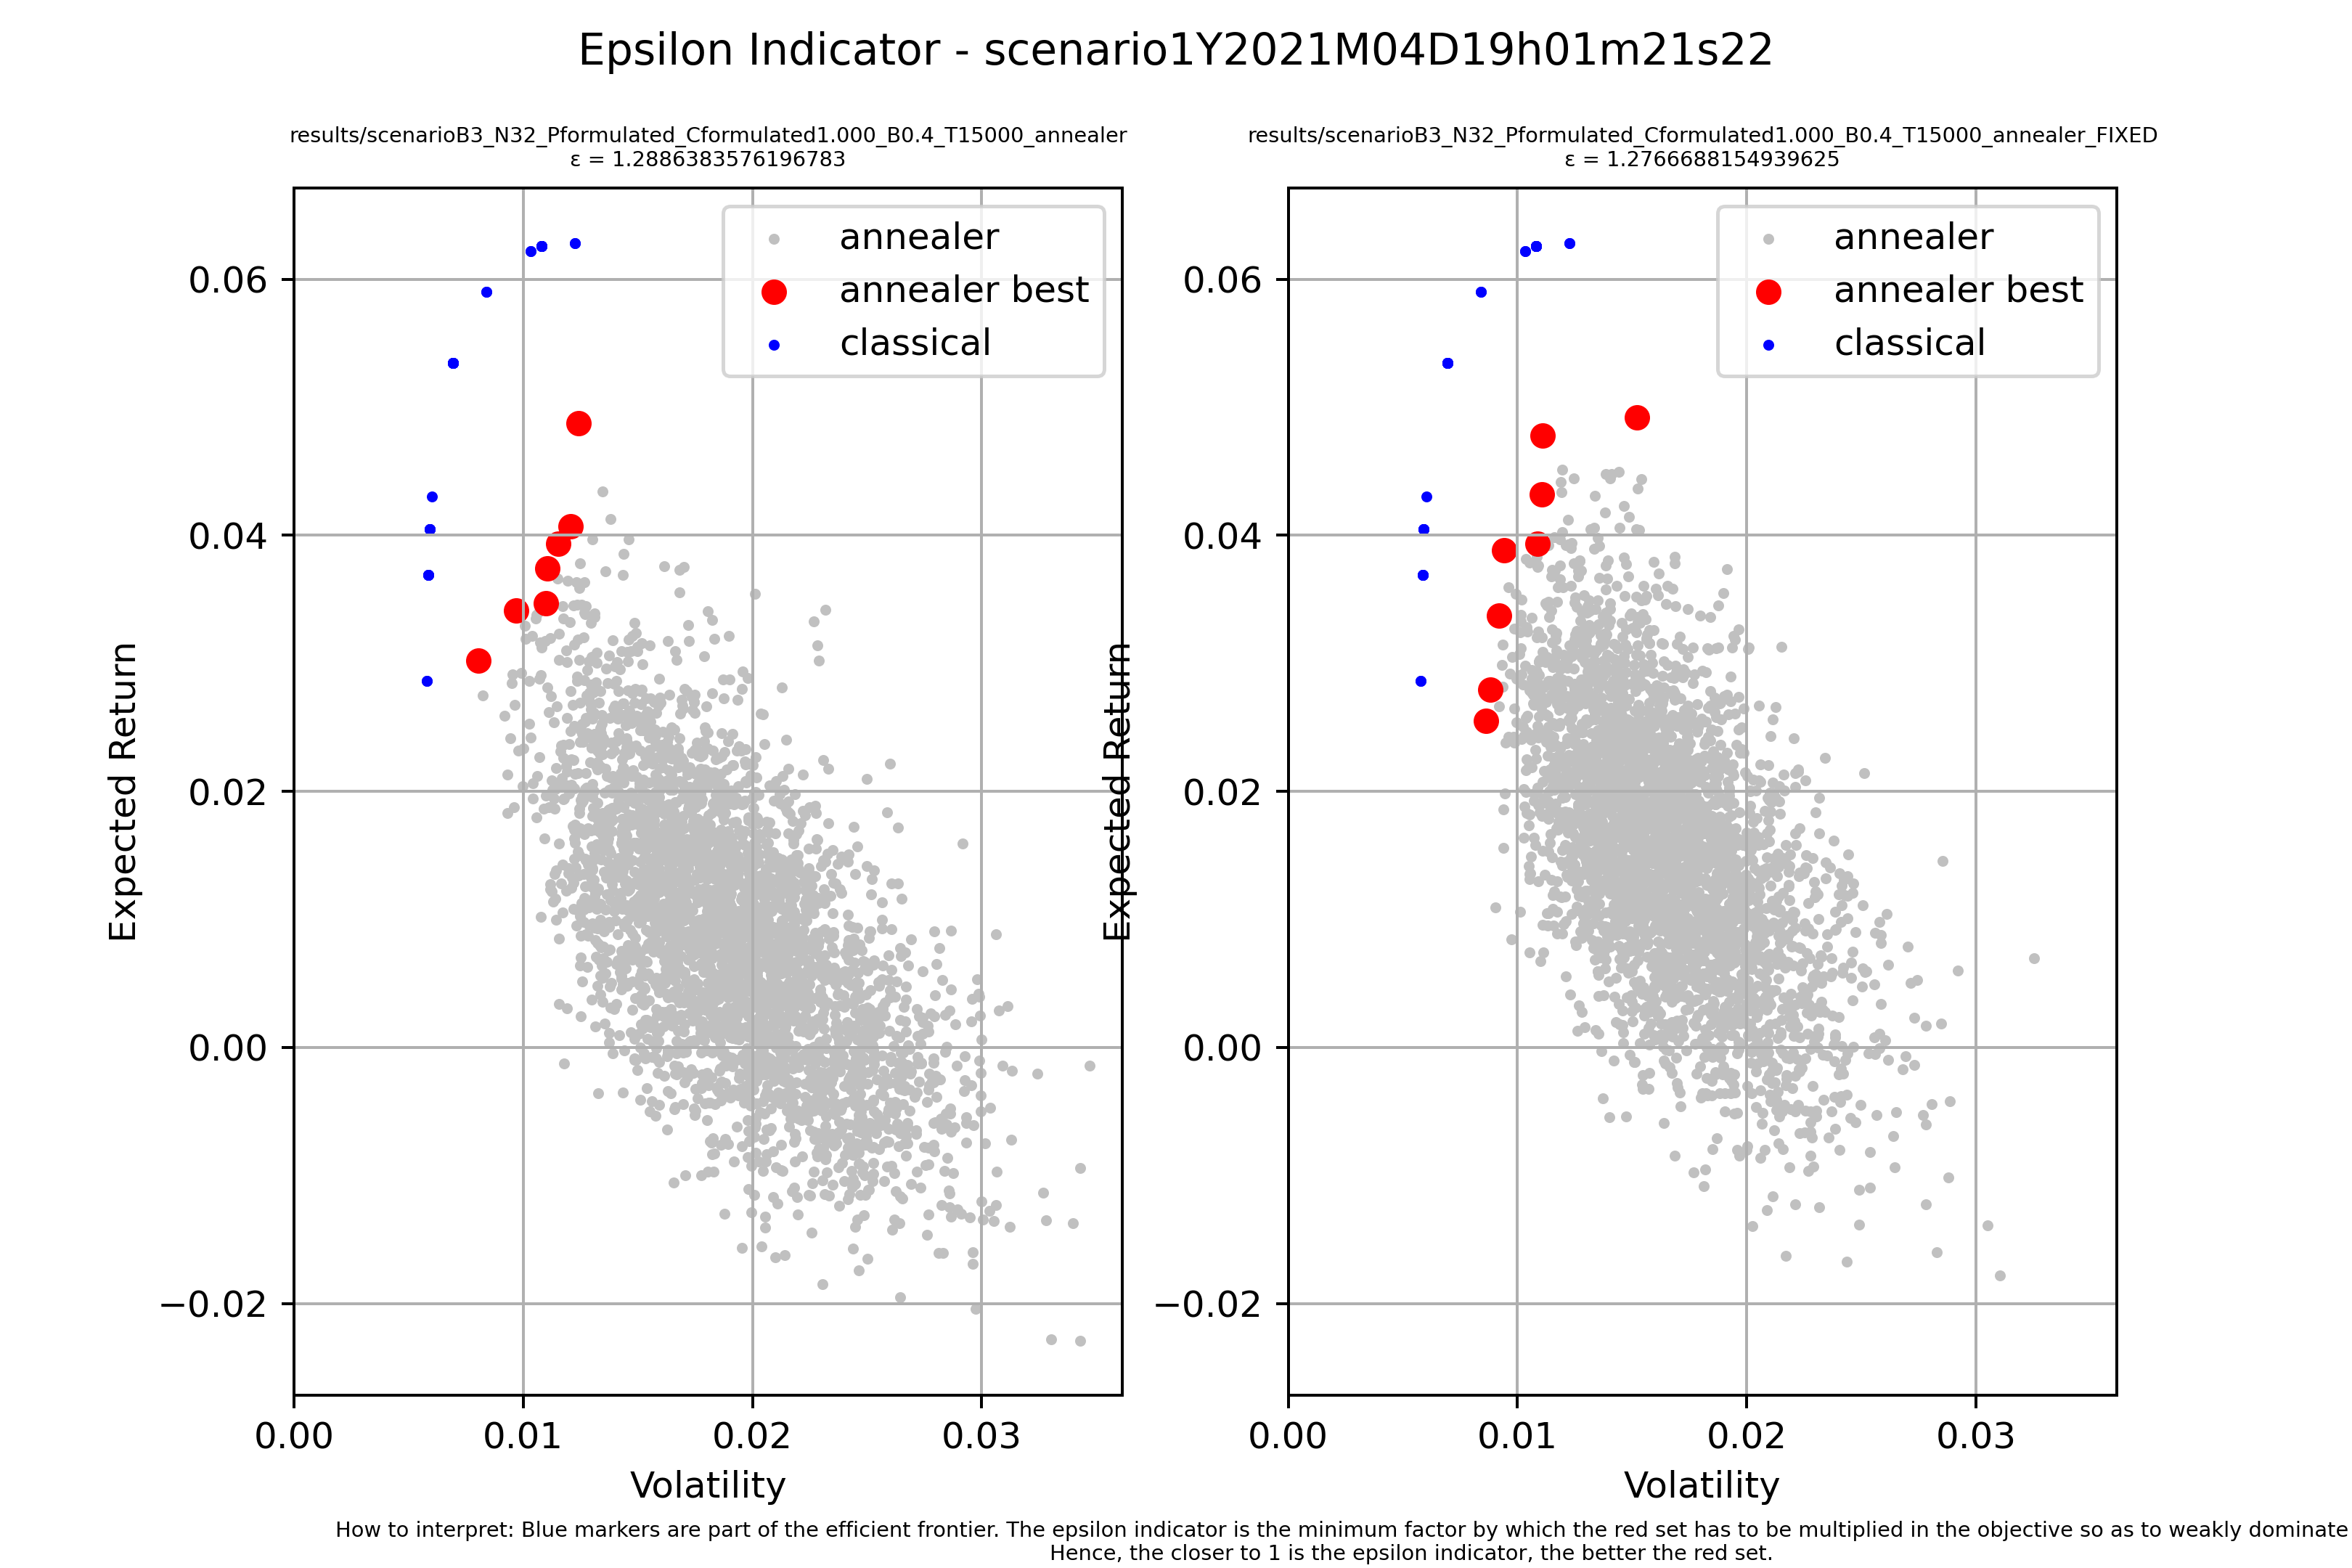 Epsilon Indicator - scenario1Y2021M04D19h01m21s22
results/scenarioB3_N32_Pformulated_Cformulated1.000_B0.4_T15000_annealer
ε = 1.2886383576196783
annealer
annealer best
classical
0.06
0.04
0.02
0.00
−0.02
Expected Return
0.00
0.01
0.02
0.03
Volatility
results/scenarioB3_N32_Pformulated_Cformulated1.000_B0.4_T15000_annealer_FIXED
ε = 1.2766688154939625
annealer
annealer best
classical
0.06
0.04
0.02
0.00
−0.02
Expected Return
0.00
0.01
0.02
0.03
Volatility
How to interpret: Blue markers are part of the efficient frontier. The epsilon indicator is the minimum factor by which the red set has to be multiplied in the objective so as to weakly dominate
Hence, the closer to 1 is the epsilon indicator, the better the red set.